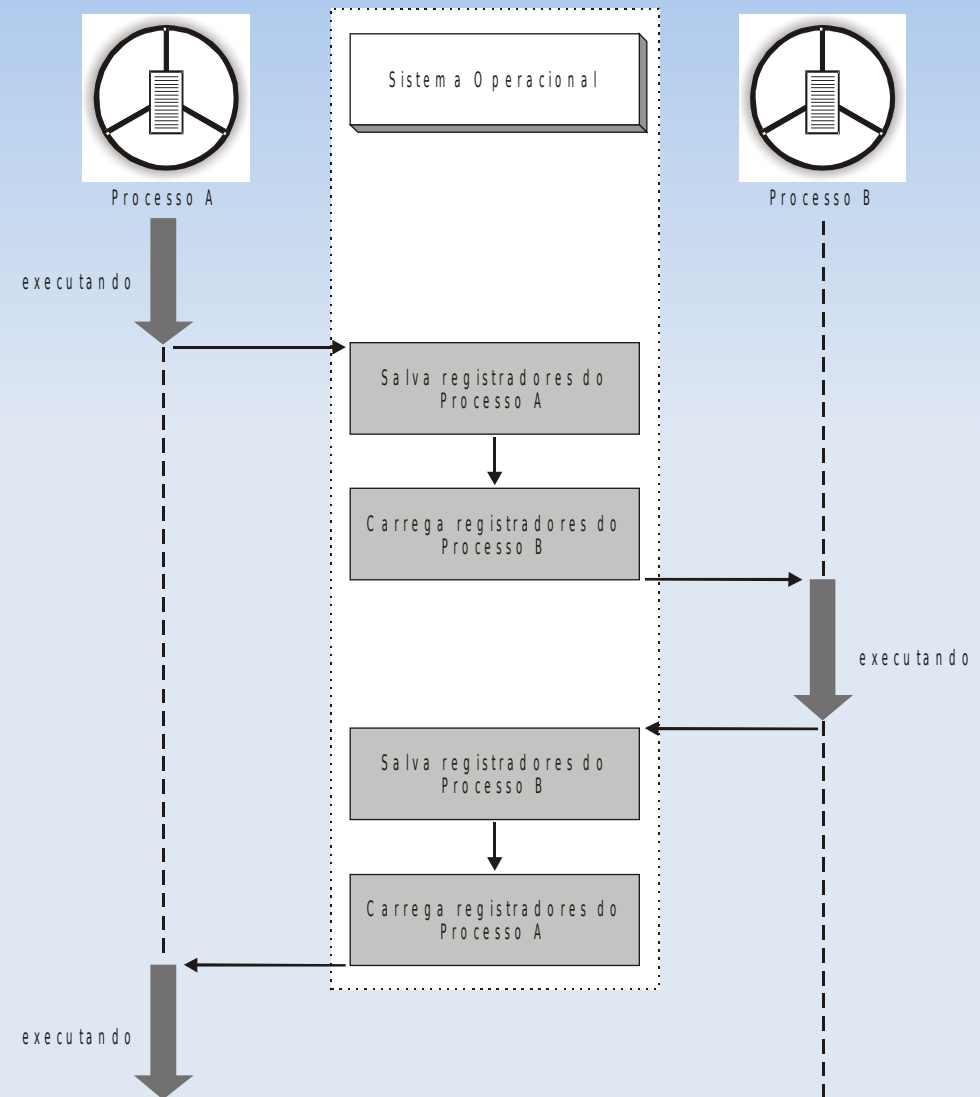 Sistema Operacional
Processo A
Processo B
executando
Salva registradores do
Processo A
Carrega registradores do
Processo B
executando
Salva registradores do
Processo B
Carrega registradores do
Processo A
executando